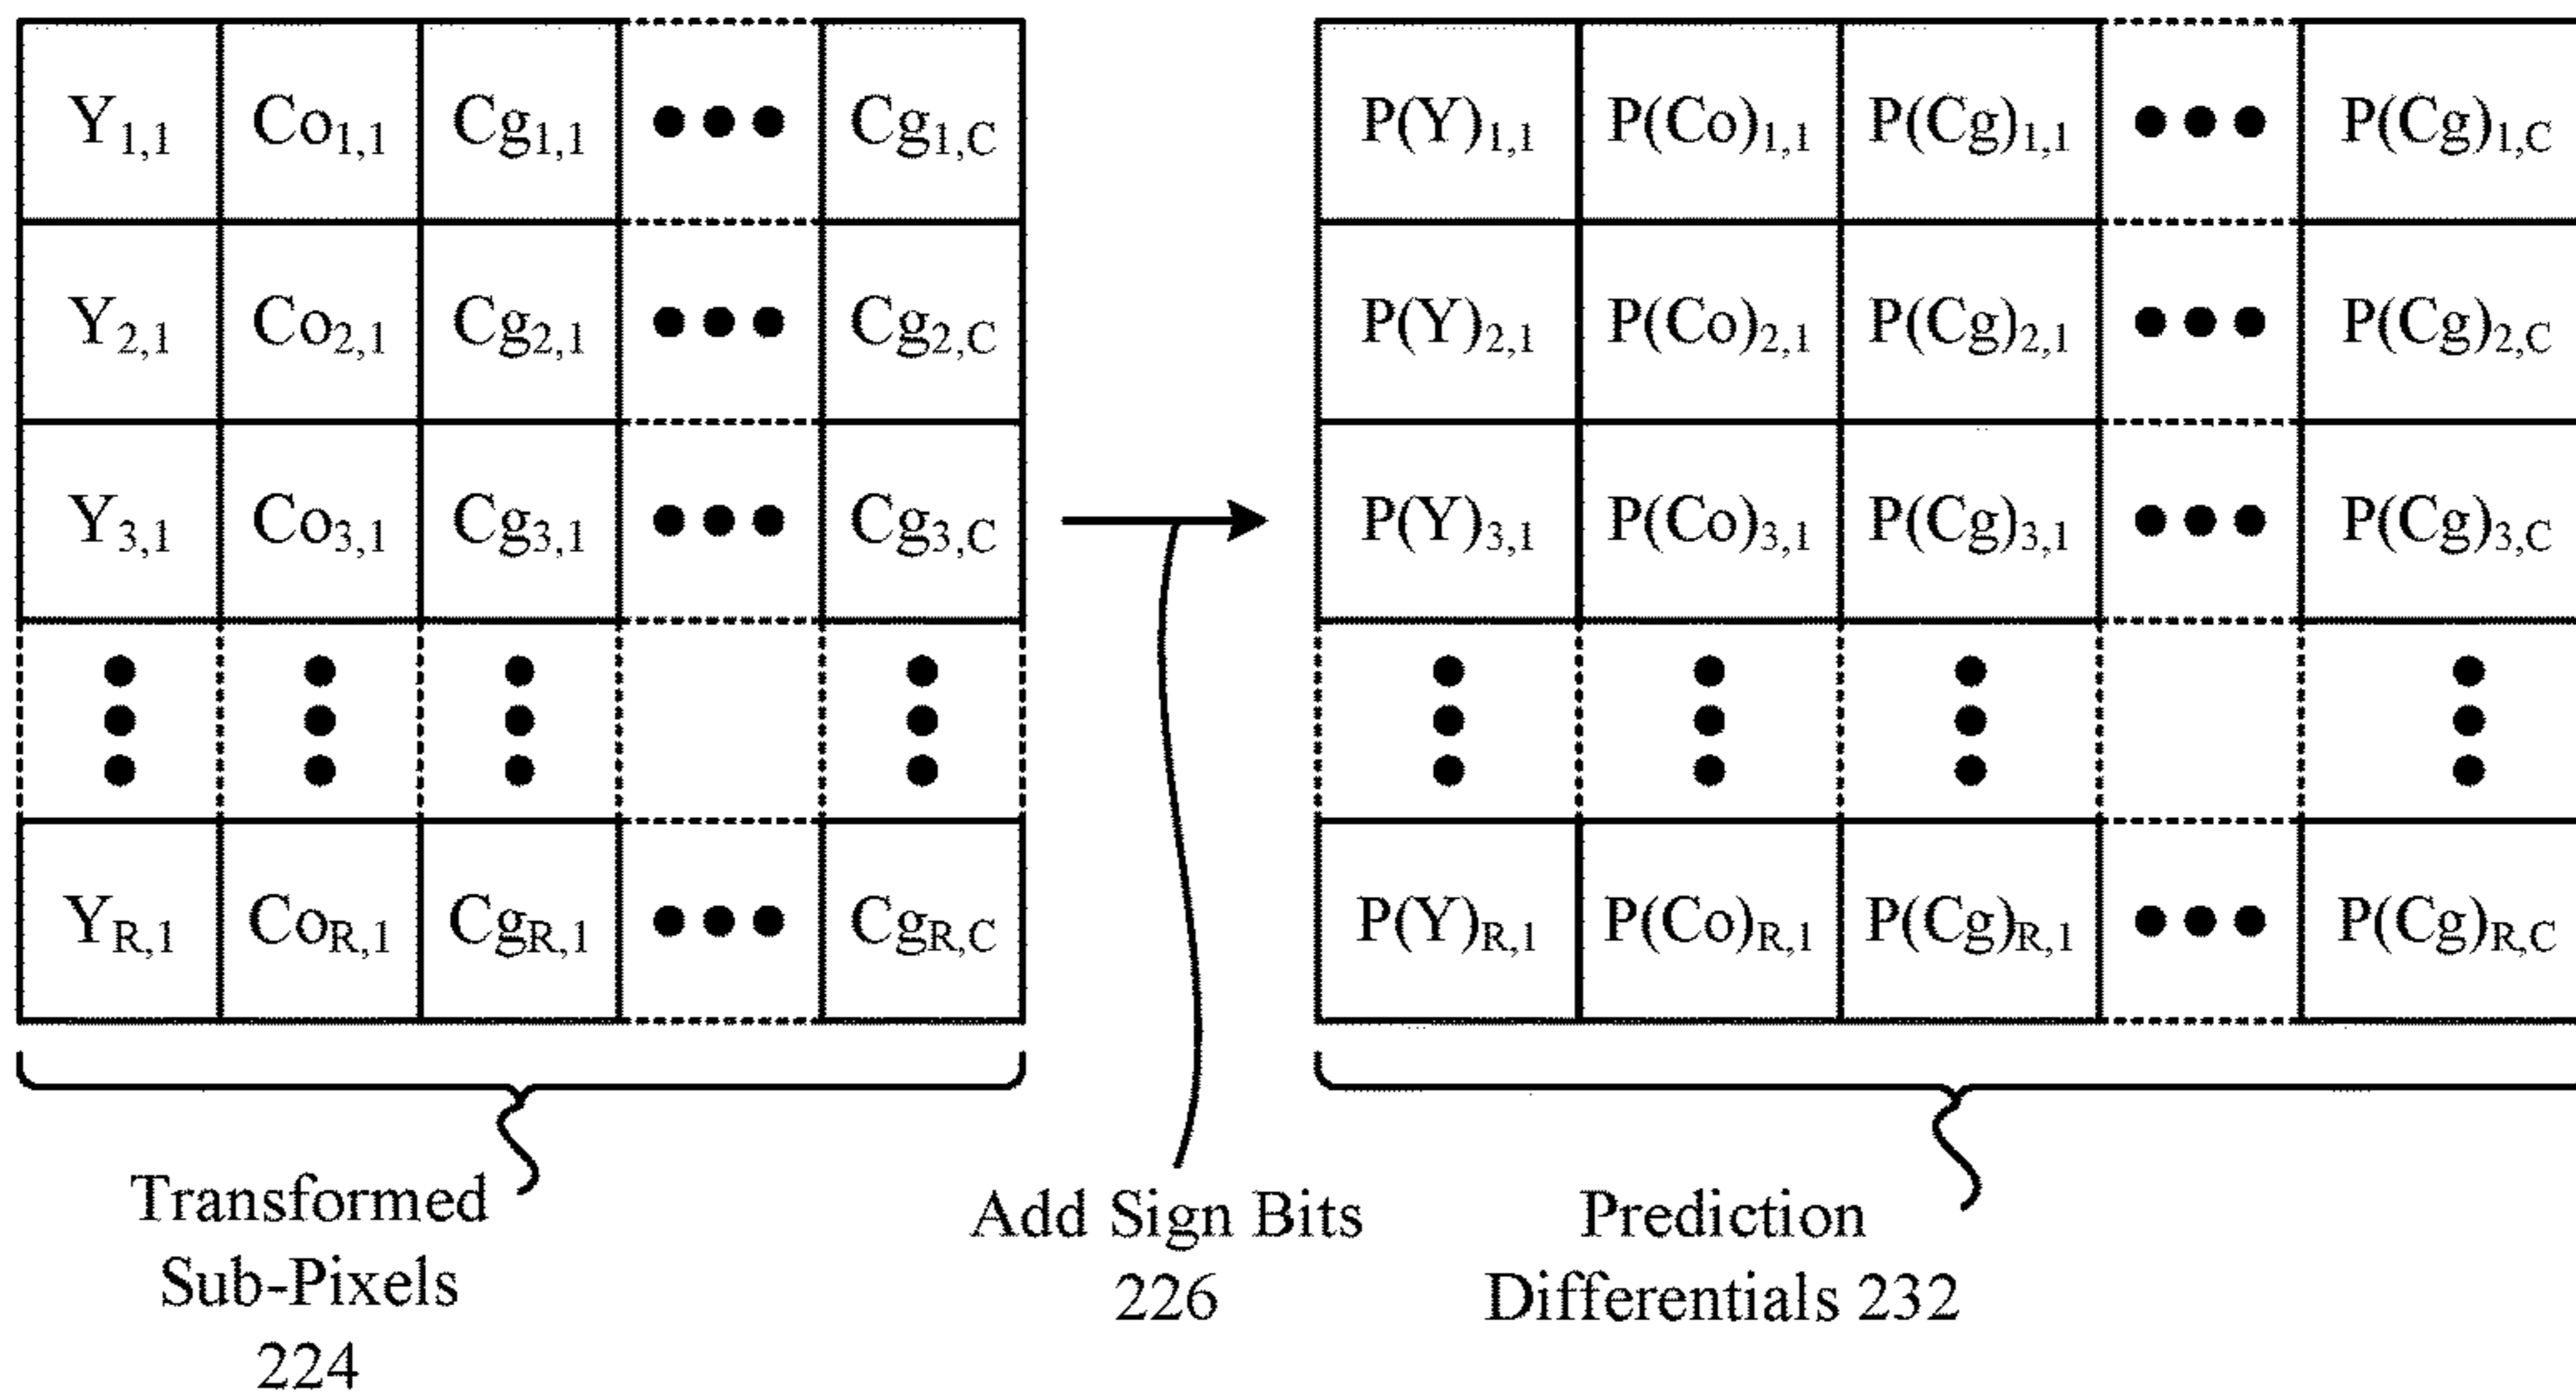 Y1,1 Co1,1 Cg1,1 ●●● Cg1,C P(Y)1,1 P(Co)1,1 P(Cg)1,1 ●●● P(Cg)1,C
Y2,1 Co2,1 Cg2,1 ●●● Cg2,C P(Y)2,1 P(Co)2,1 P(Cg)2,1 ●●● P(Cg)2,C
Y3,1 Co3,1 Cg3,1 ●●● Cg3,C P(Y)3,1 P(Co)3,1 P(Cg)3,1 ●●● P(Cg)3,C
YR,1 CoR,1 CgR,1 ●●● CgR,C P(Y)R,1 P(Co)R,1 P(Cg)R,1 ●●● P(Cg)R,C
Transformed
Sub-Pixels
224
Add Sign Bits
226
Prediction
Differentials 232